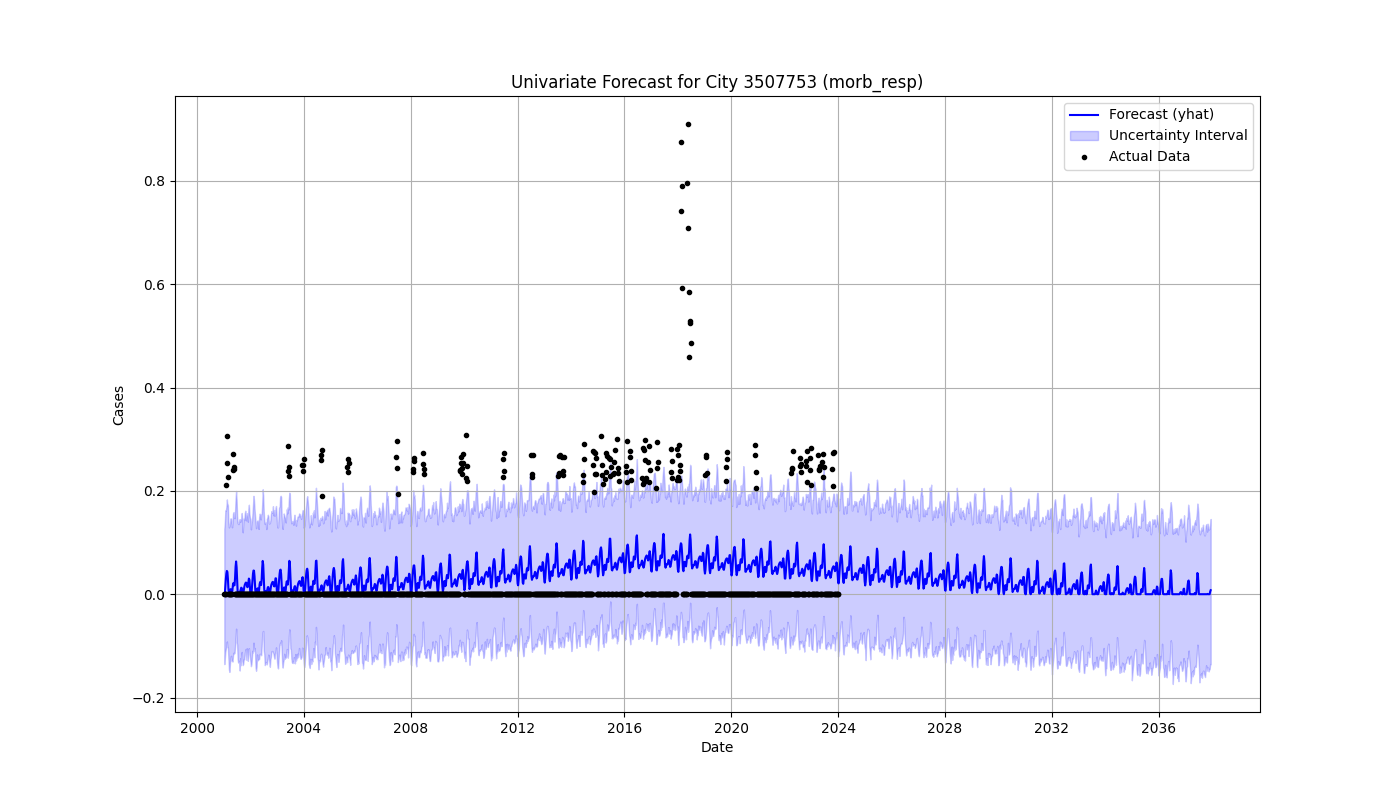 Univariate Forecast for City 3507753 (morb_resp)
Forecast (yhat)
Uncertainty Interval
Actual Data
Cases
0.8
0.6
0.4
0.2
0.0
−0.2
2000 2004 2008 2012 2016 2020 2024 2028 2032 2036
Date